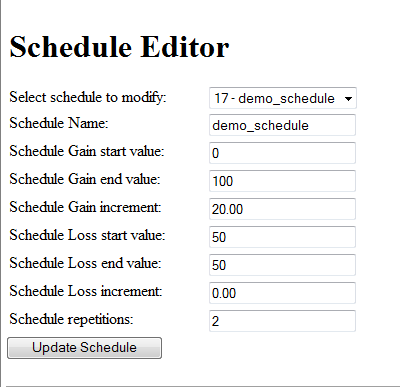 Schedule Editor
Select schedule to modify: 17 - demo_schedule
Schedule Name: demo_schedule
Schedule Gain start value: 0
Schedule Gain end value: 100
Schedule Gain increment: 20.00
Schedule Loss start value: 50
Schedule Loss end value: 50
Schedule Loss increment: 0.00
Schedule repetitions: 2
Update Schedule